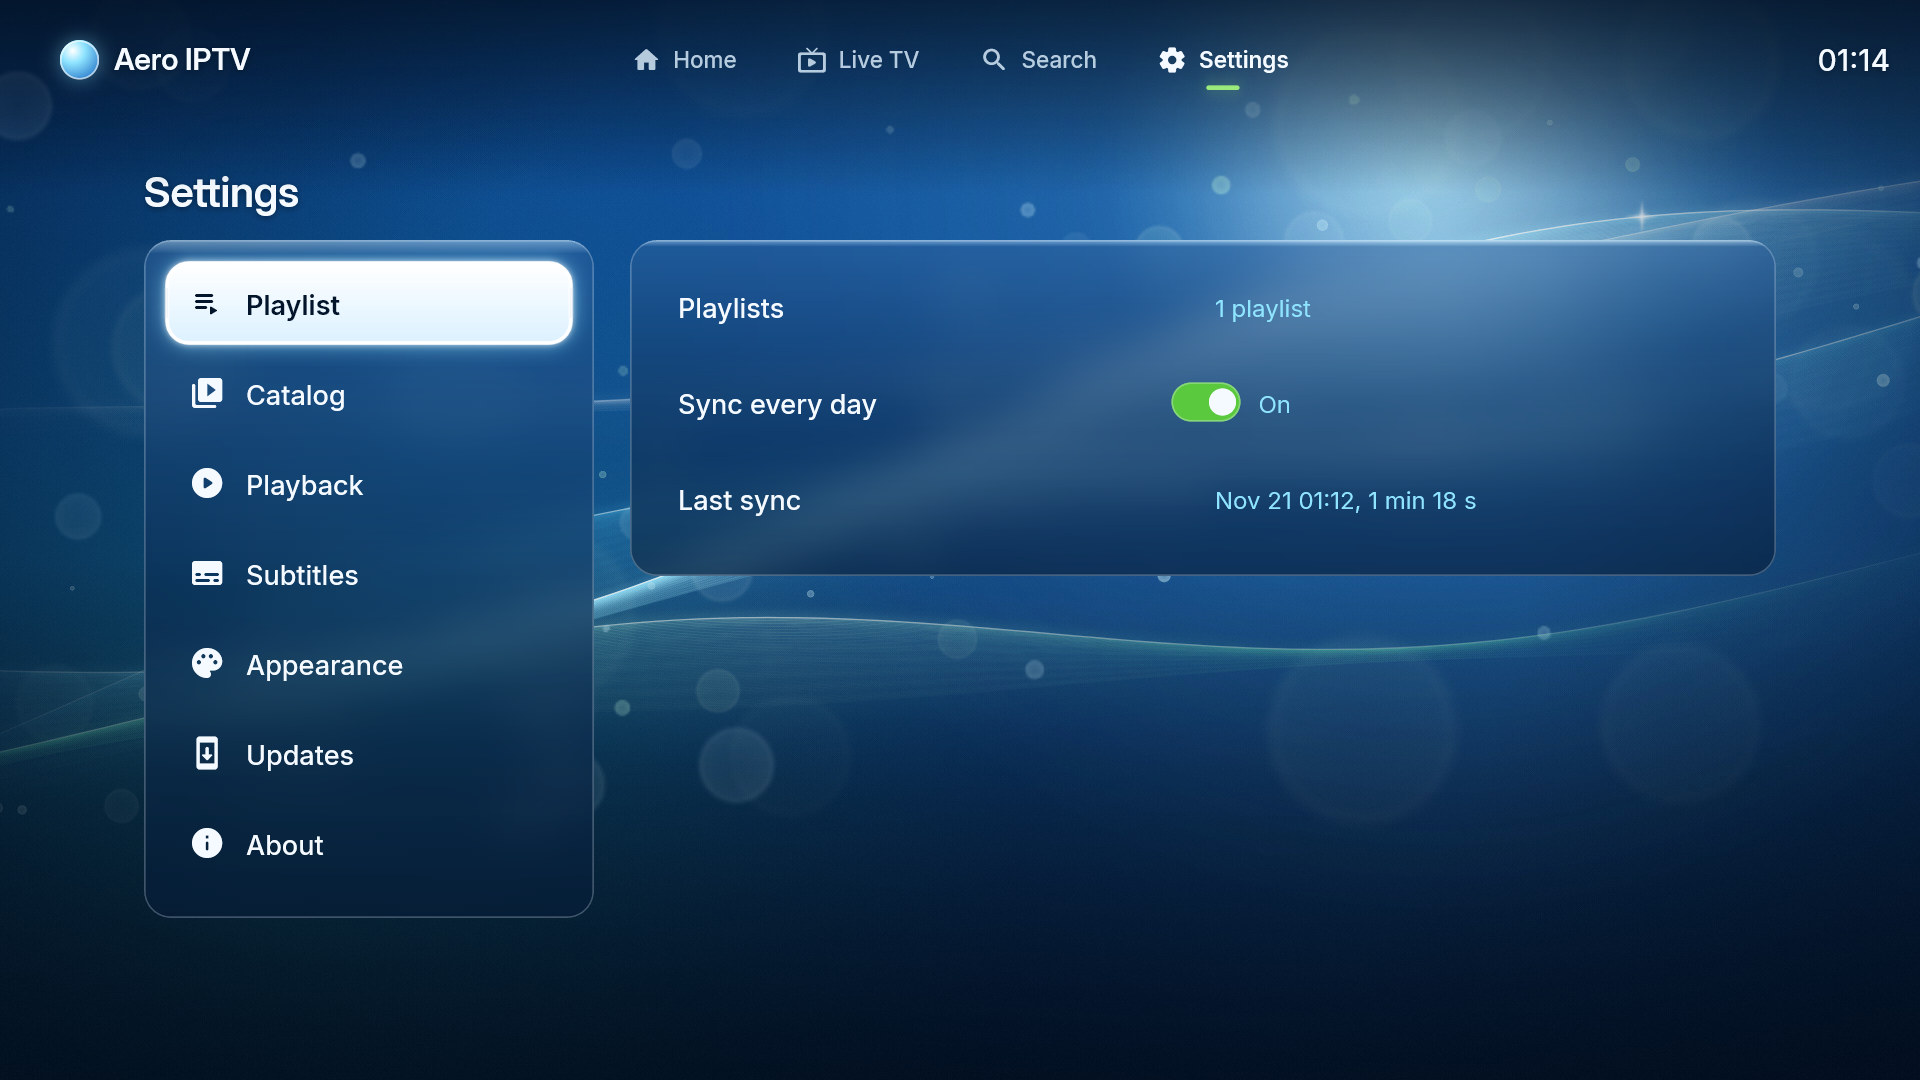 Aero IPTV
Home
Live TV
Search
Settings
01:14
Settings
Playlist
Catalog
Playback
Subtitles
Appearance
Updates
About
Playlists
1 playlist
Sync every day
On
Last sync
Nov 21 01:12, 1 min 18 s